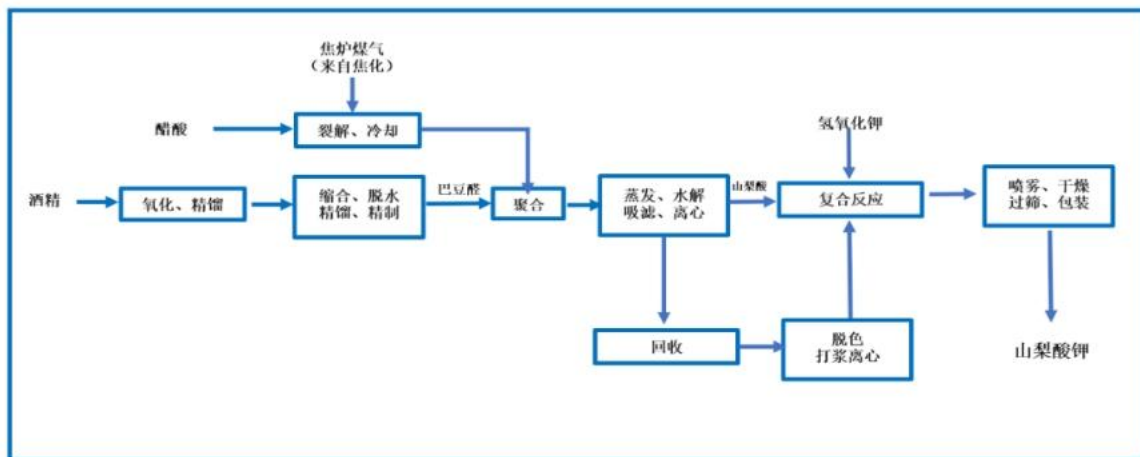 焦炉煤气
（来自焦化）
醋酸
裂解、冷却
氢氧化钾
酒精
氧化、精馏
缩合、脱水
精馏、精制
巴豆醛
聚合
蒸发、水解
吸滤、离心
山梨酸
复合反应
喷雾、干燥
过筛、包装
回收
脱色
打浆离心
山梨酸钾